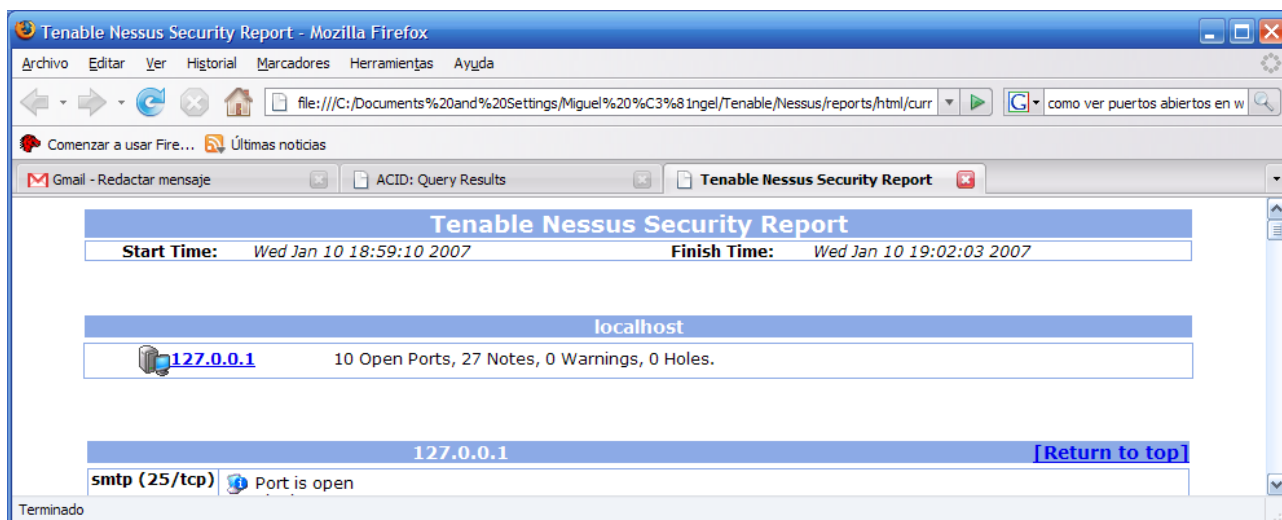 Tenable Nessus Security Report - Mozilla Firefox
Archivo Editar Ver Historial Marcadores Herramientas Ayuda
file:///C:/Documents%20and%20Settings/Miguel%20%C3%81ngel/Tenable/Nessus/reports/html/curr
G como ver puertos abiertos en w
Comenzar a usar Fire... Últimas noticias
Gmail - Redactar mensaje ACID: Query Results Tenable Nessus Security Report
Tenable Nessus Security Report
Start Time: Wed Jan 10 18:59:10 2007 Finish Time: Wed Jan 10 19:02:03 2007
localhost
127.0.0.1 10 Open Ports, 27 Notes, 0 Warnings, 0 Holes.
127.0.0.1 [Return to top]
smtp (25/tcp) Port is open
Terminado